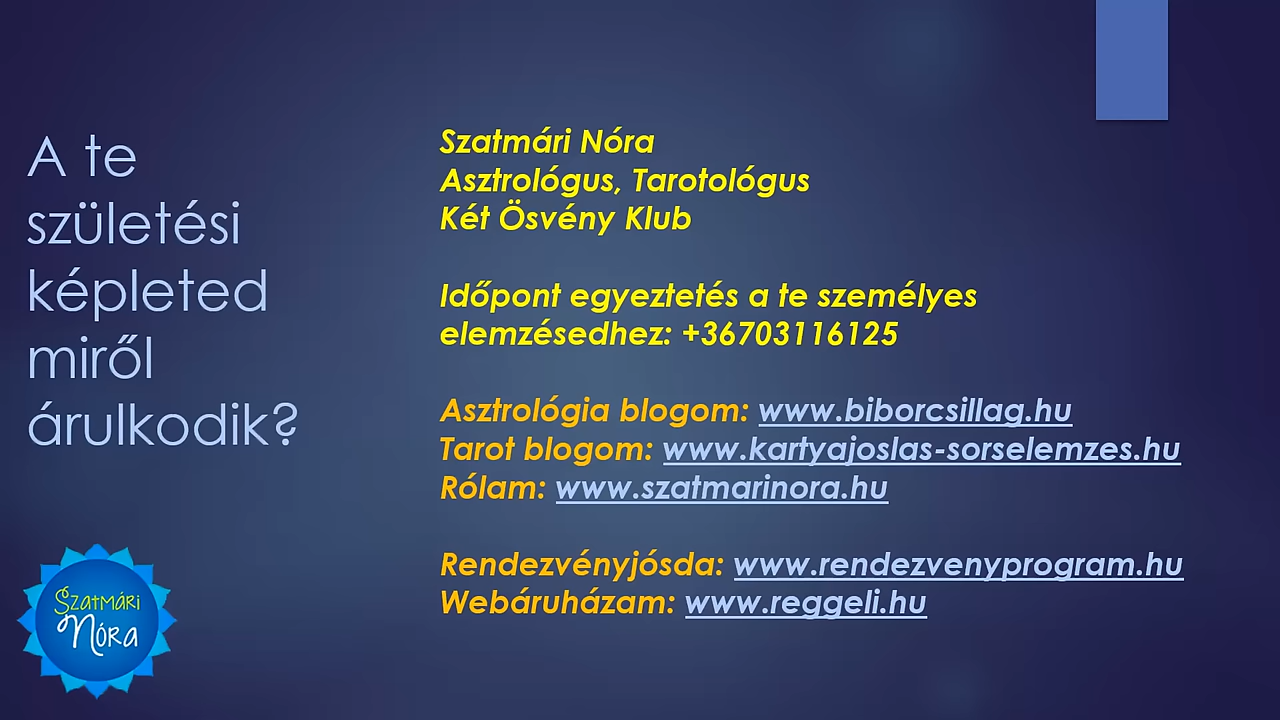 A te
születési
képleted
miről
árulkodik?
Szatmári Nóra
Asztrológus, Tarotológus
Két Ösvény Klub
Időpont egyeztetés a te személyes
elemzésedhez: +36703116125
Asztrológia blogom: www.biborcsillag.hu
Tarot blogom: www.kartyajoslas-sorselemzes.hu
Rólam: www.szatmarinora.hu
Rendezvényjósda: www.rendezvenyprogram.hu
Webáruházam: www.reggeli.hu
Szatmári
Nóra